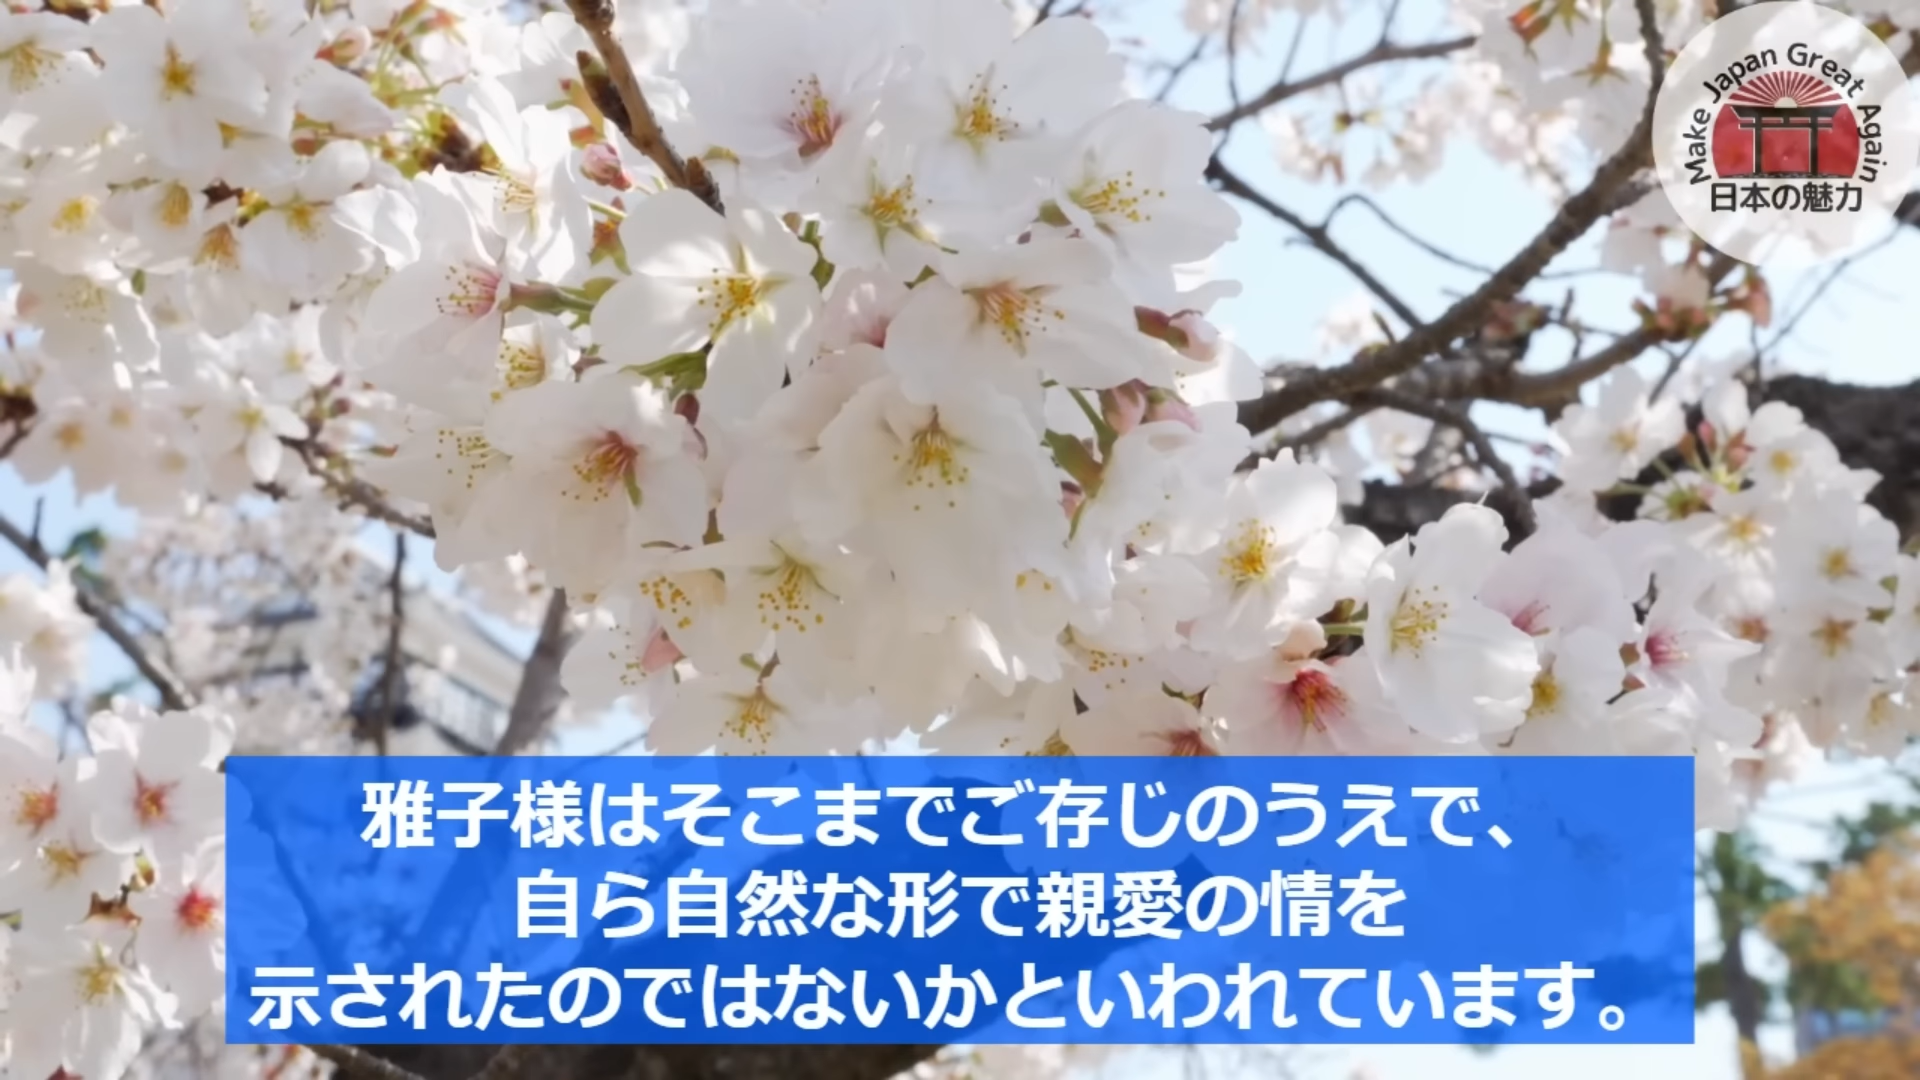 Make Japan Great Again
日本の魅力
雅子様はそこまでご存じのうえで、
自ら自然な形で親愛の情を
示されたのではないかといわれています。